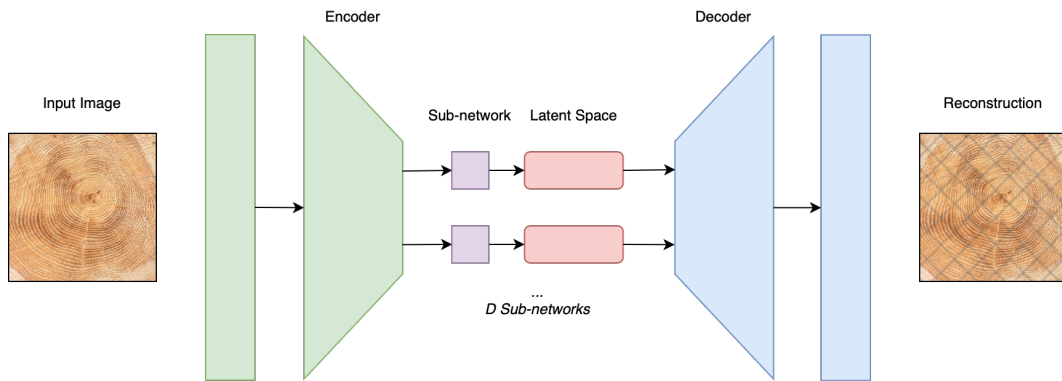 Encoder
Decoder
Input Image
Sub-network
Latent Space
Reconstruction
...
D Sub-networks